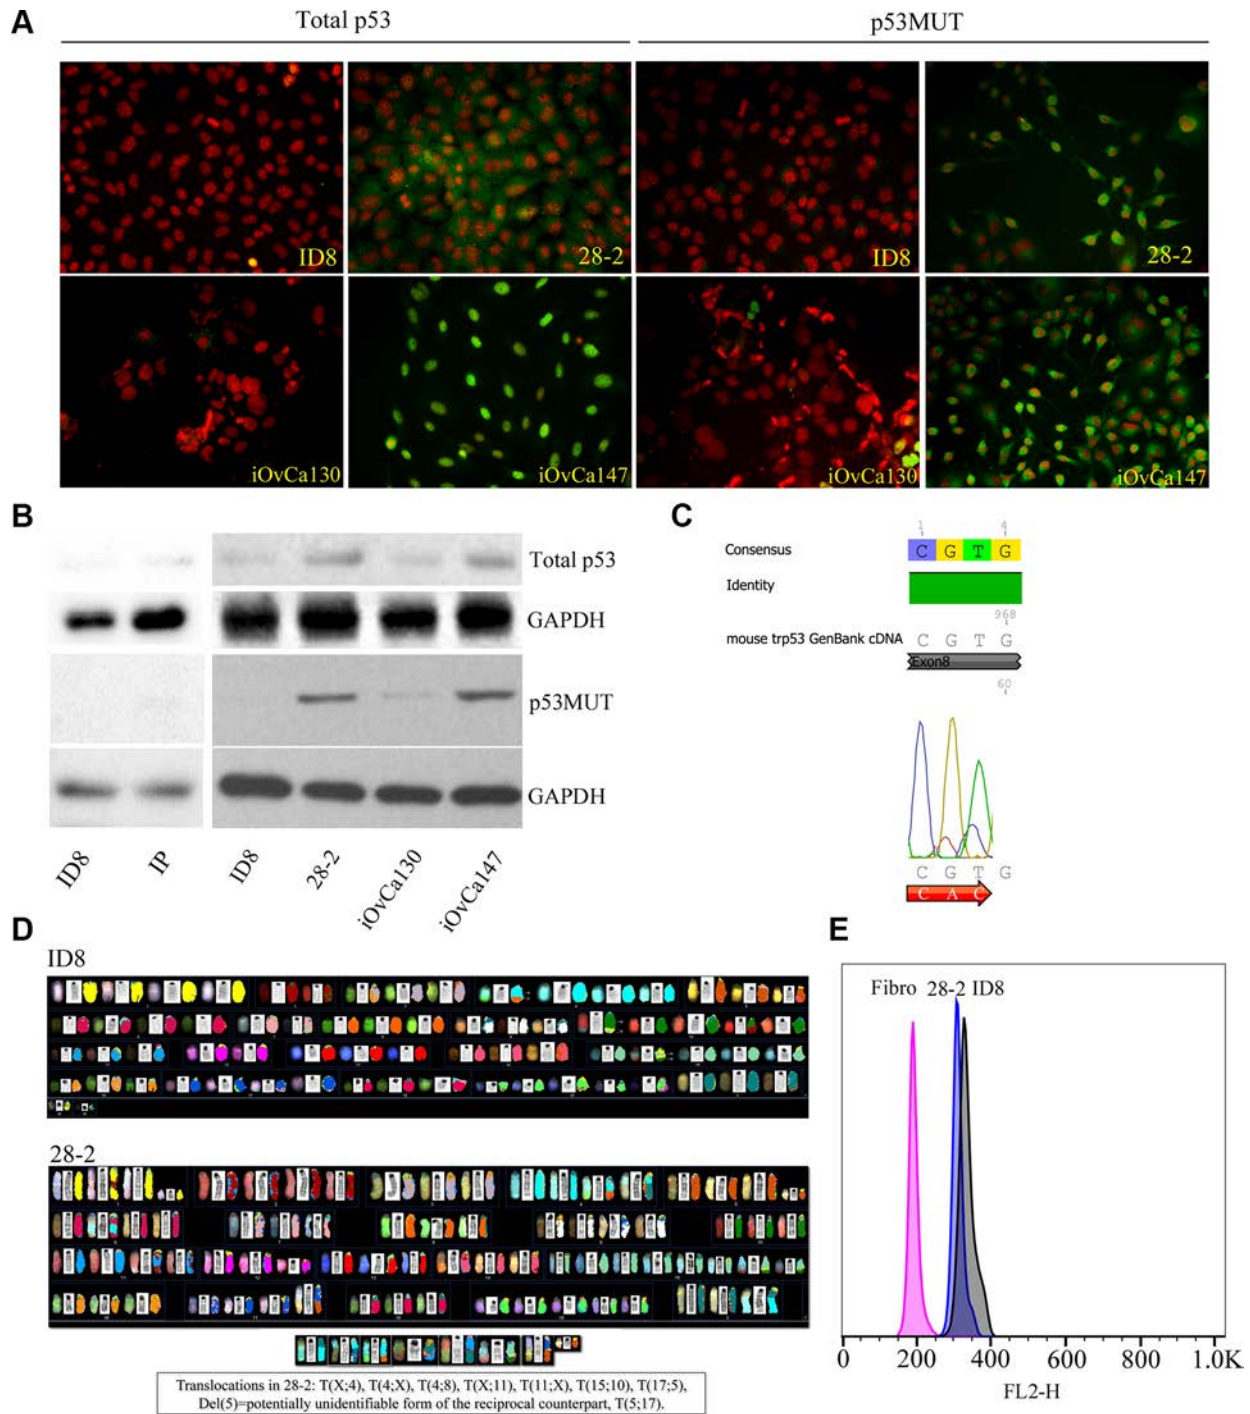 A
Total p53
p53MUT
ID8
28-2
ID8
28-2
iOvCa130
iOvCa147
iOvCa130
iOvCa147
B
Total p53
GAPDH
p53MUT
GAPDH
ID8
IP
ID8
28-2
iOvCa130
iOvCa147
C
1 4
Consensus
C G T G
Identity
968
mouse trp53 GenBank cDNA
C G T G
Exon8
60
C G T G
C A C
D
ID8
28-2
Translocations in 28-2: T(X;4), T(4;X), T(4;8), T(X;11), T(11;X), T(15;10), T(17;5),
Del(5)=potentially unidentifiable form of the reciprocal counterpart, T(5;17).
E
Fibro 28-2 ID8
0 200 400 600 800 1.0K
FL2-H